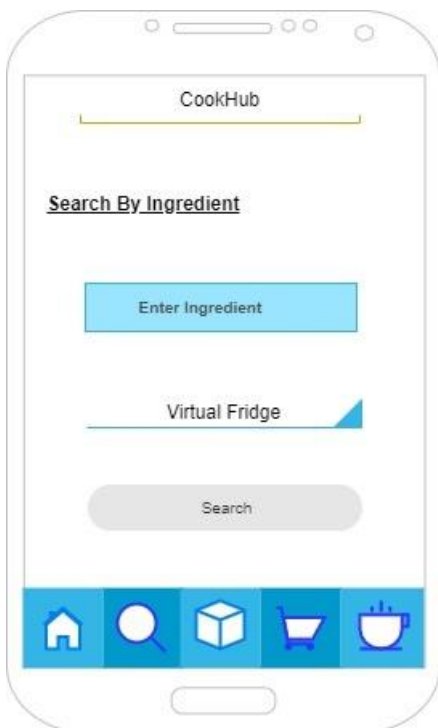 CookHub
Search By Ingredient
Enter Ingredient
Virtual Fridge
Search